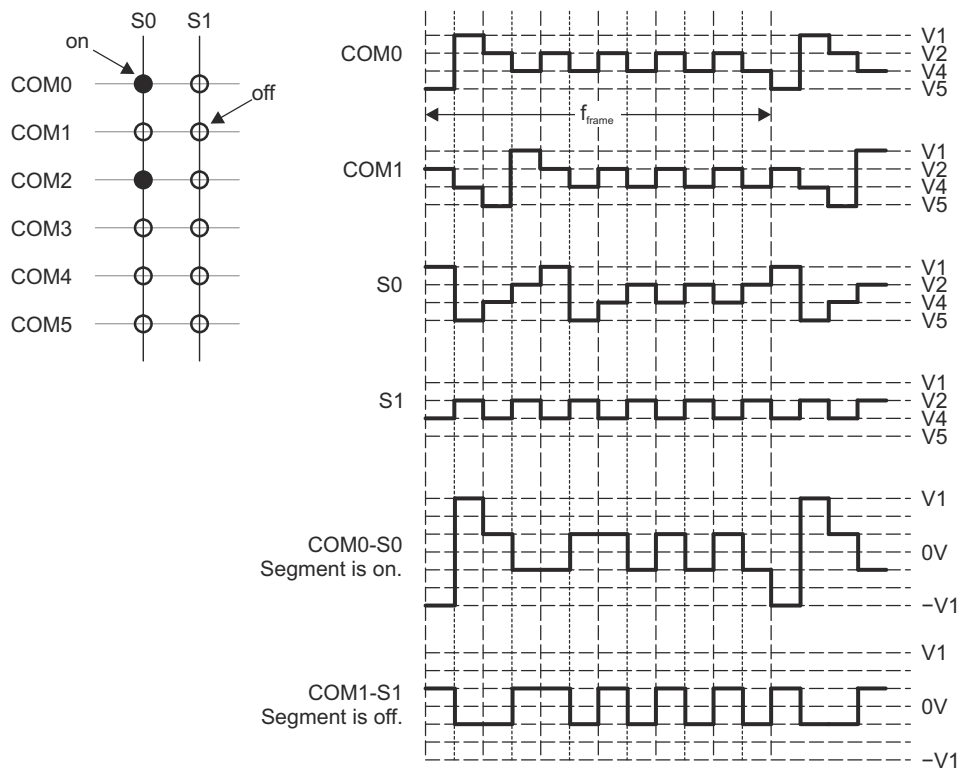 S0 S1
on
off
COM0
COM1
COM2
COM3
COM4
COM5
COM0
V1
V2
V4
V5
fframe
COM1
V1
V2
V4
V5
S0
V1
V2
V4
V5
S1
V1
V2
V4
V5
COM0-S0
Segment is on.
V1
0V
−V1
COM1-S1
Segment is off.
V1
0V
−V1